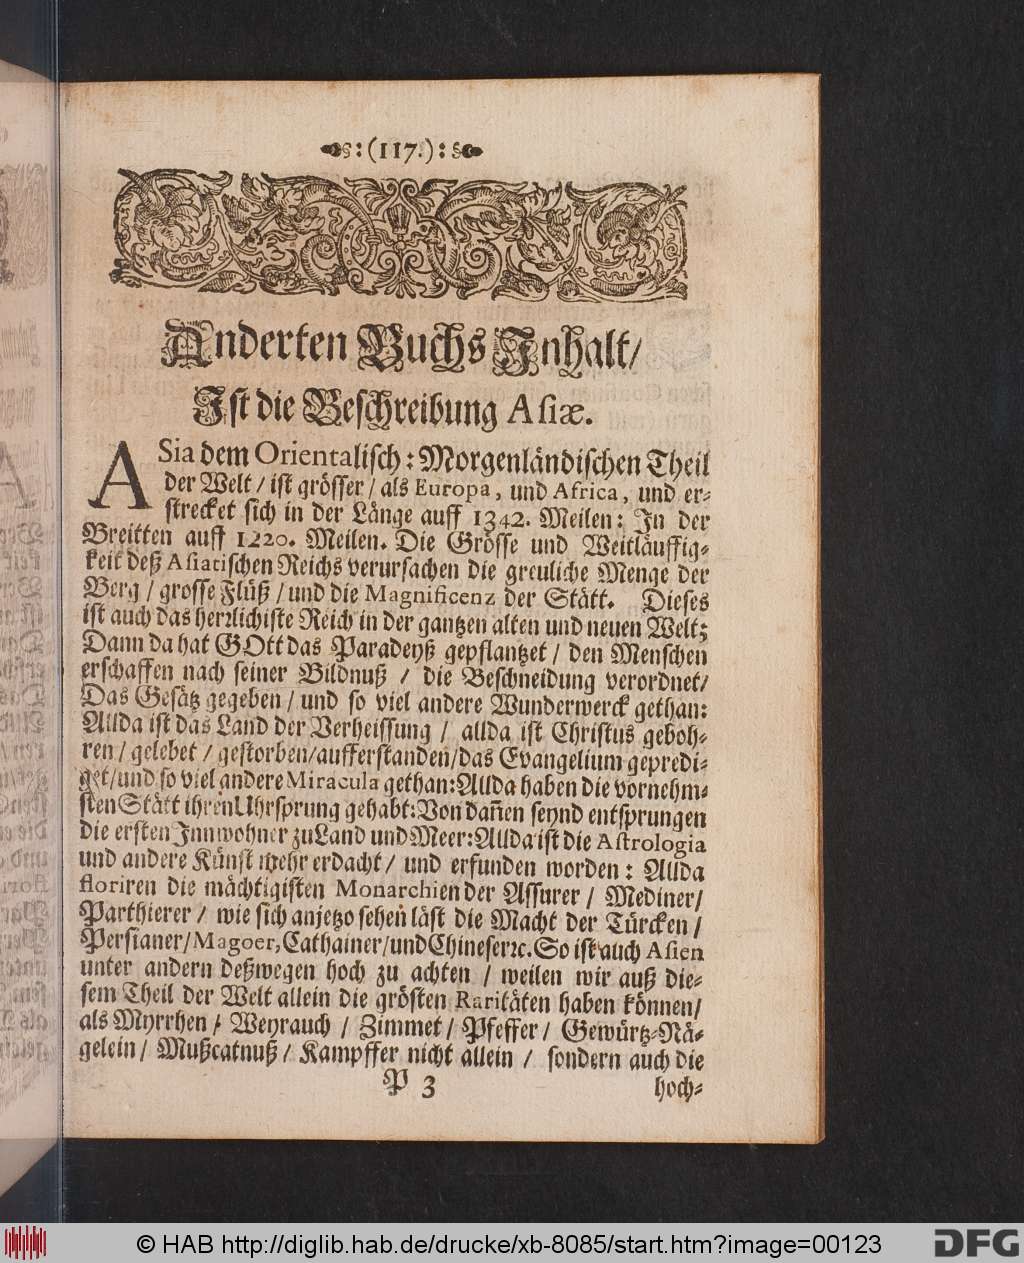 §:(117.):§
Anderten Buchs Inhalt/
Ist die Beschreibung Asiæ.
ASia dem Orientalisch: Morgenländischen Theil
der Welt / ist grösser / als Europa, und Africa, und er-
strecket sich in der Länge auff 1342. Meilen: In der
Breitten auff 1220. Meilen. Die Grösse und Weitläuffig-
keit deß Asiatischen Reichs verursachen die greuliche Menge der
Berg / grosse Flüß / und die Magnificenz der Stätt. Dieses
ist auch das herrlichiste Reich in der gantzen alten und neuen Welt;
Dann da hat GOtt das Paradeyß gepflantzet / den Menschen
erschaffen nach seiner Bildnuß / die Beschneidung verordnet/
Das Gesätz gegeben / und so viel andere Wunderwerck gethan:
Allda ist das Land der Verheissung / allda ist Christus geboh-
ren / gelebet / gestorben/aufferstanden/das Evangelium gepredi-
get/und so viel andere Miracula gethan: Allda haben die vornehm-
sten Stätt ihren Uhrsprung gehabt: Von dañen seynd entsprungen
die ersten Innwohner zu Land und Meer: Allda ist die Astrologia
und andere Künst mehr erdacht / und erfunden worden: Allda
floriren die mächtigisten Monarchien der Assurer / Mediner/
Parthierer / wie sich anjetzo sehen läst die Macht der Türcken /
Persianer/Magoer, Cathainer/und Chineser ꝛc. So ist auch Asien
unter andern deßwegen hoch zu achten / weilen wir auß die-
sem Theil der Welt allein die grösten Raritäten haben können/
als Myrrhen / Weyrauch / Zimmet / Pfeffer / Gewürtz-Nä-
gelein / Mußcatnuß / Kampffer nicht allein / sondern auch die
P 3 hoch-
© HAB http://diglib.hab.de/drucke/xb-8085/start.htm?image=00123
DFG